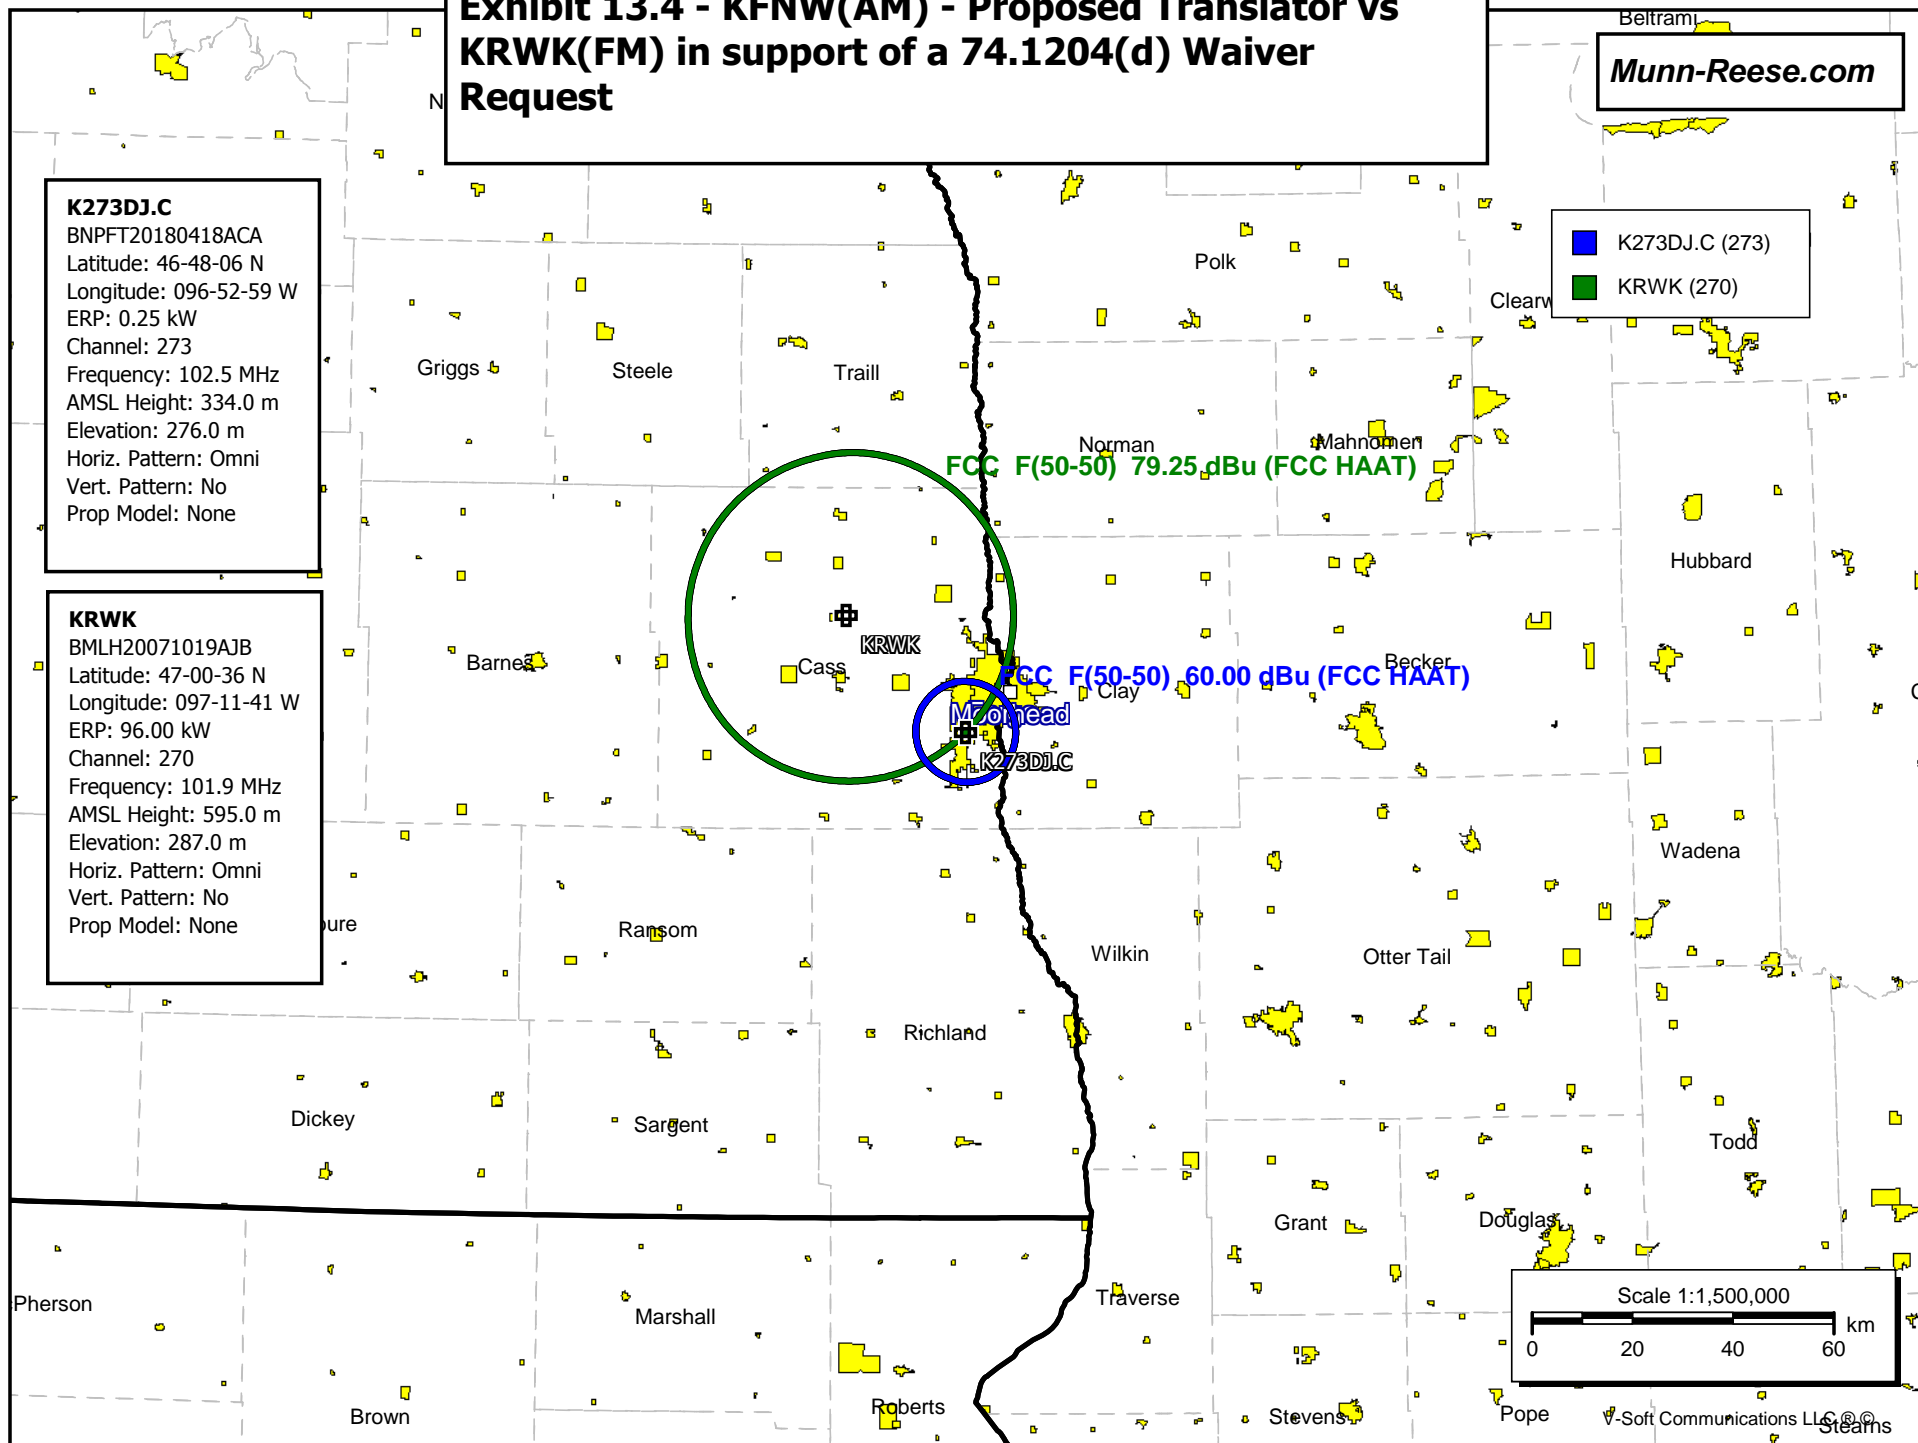 Exhibit 13.4 - KFNW(AM) - Proposed Translator vs
KRWK(FM) in support of a 74.1204(d) Waiver
Request
Beltrami
Munn-Reese.com
N
K273DJ.C
BNPFT20180418ACA
Latitude: 46-48-06 N
Longitude: 096-52-59 W
ERP: 0.25 kW
Channel: 273
Frequency: 102.5 MHz
AMSL Height: 334.0 m
Elevation: 276.0 m
Horiz. Pattern: Omni
Vert. Pattern: No
Prop Model: None
K273DJ.C (273)
KRWK (270)
Polk
Clearw
Griggs
Steele
Traill
Norman
Mahnomen
FCC F(50-50) 79.25 dBu (FCC HAAT)
Hubbard
KRWK
BMLH20071019AJB
Latitude: 47-00-36 N
Longitude: 097-11-41 W
ERP: 96.00 kW
Channel: 270
Frequency: 101.9 MHz
AMSL Height: 595.0 m
Elevation: 287.0 m
Horiz. Pattern: Omni
Vert. Pattern: No
Prop Model: None
KRWK
Barnes
Cass
Becker
FCC F(50-50) 60.00 dBu (FCC HAAT)
Clay
C
Moorhead
K273DJ.C
Wadena
oure
Ransom
Wilkin
Otter Tail
Richland
Dickey
Sargent
Todd
Grant
Douglas
Pherson
Marshall
Traverse
Scale 1:1,500,000
km
0 20 40 60
Brown
Roberts
Stevens
Pope
V-Soft Communications LLC ® ©
Stearns